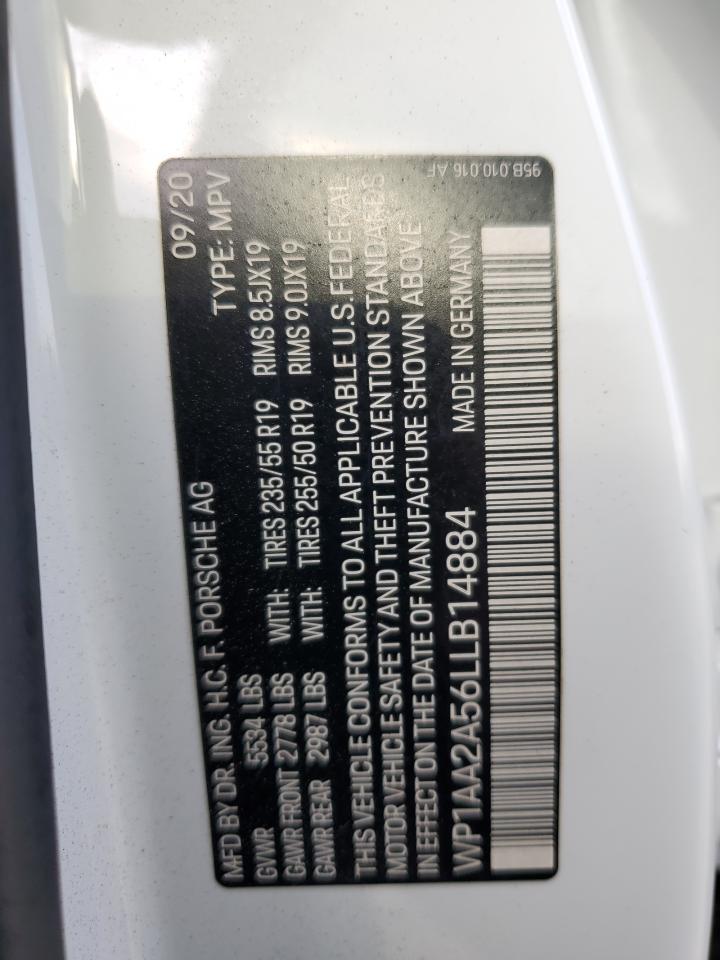 MFD BY DR. ING. H.C. F. PORSCHE AG 09/20
GVWR 5534 LBS TYPE: MPV
GAWR FRONT 2778 LBS WITH: TIRES 235/55 R19 RIMS 8.5JX19
GAWR REAR 2987 LBS WITH: TIRES 255/50 R19 RIMS 9.0JX19
THIS VEHICLE CONFORMS TO ALL APPLICABLE U.S. FEDERAL
MOTOR VEHICLE SAFETY AND THEFT PREVENTION STANDARDS
IN EFFECT ON THE DATE OF MANUFACTURE SHOWN ABOVE
WP1AA2A56LLB14884 MADE IN GERMANY
95B.010.016.AF